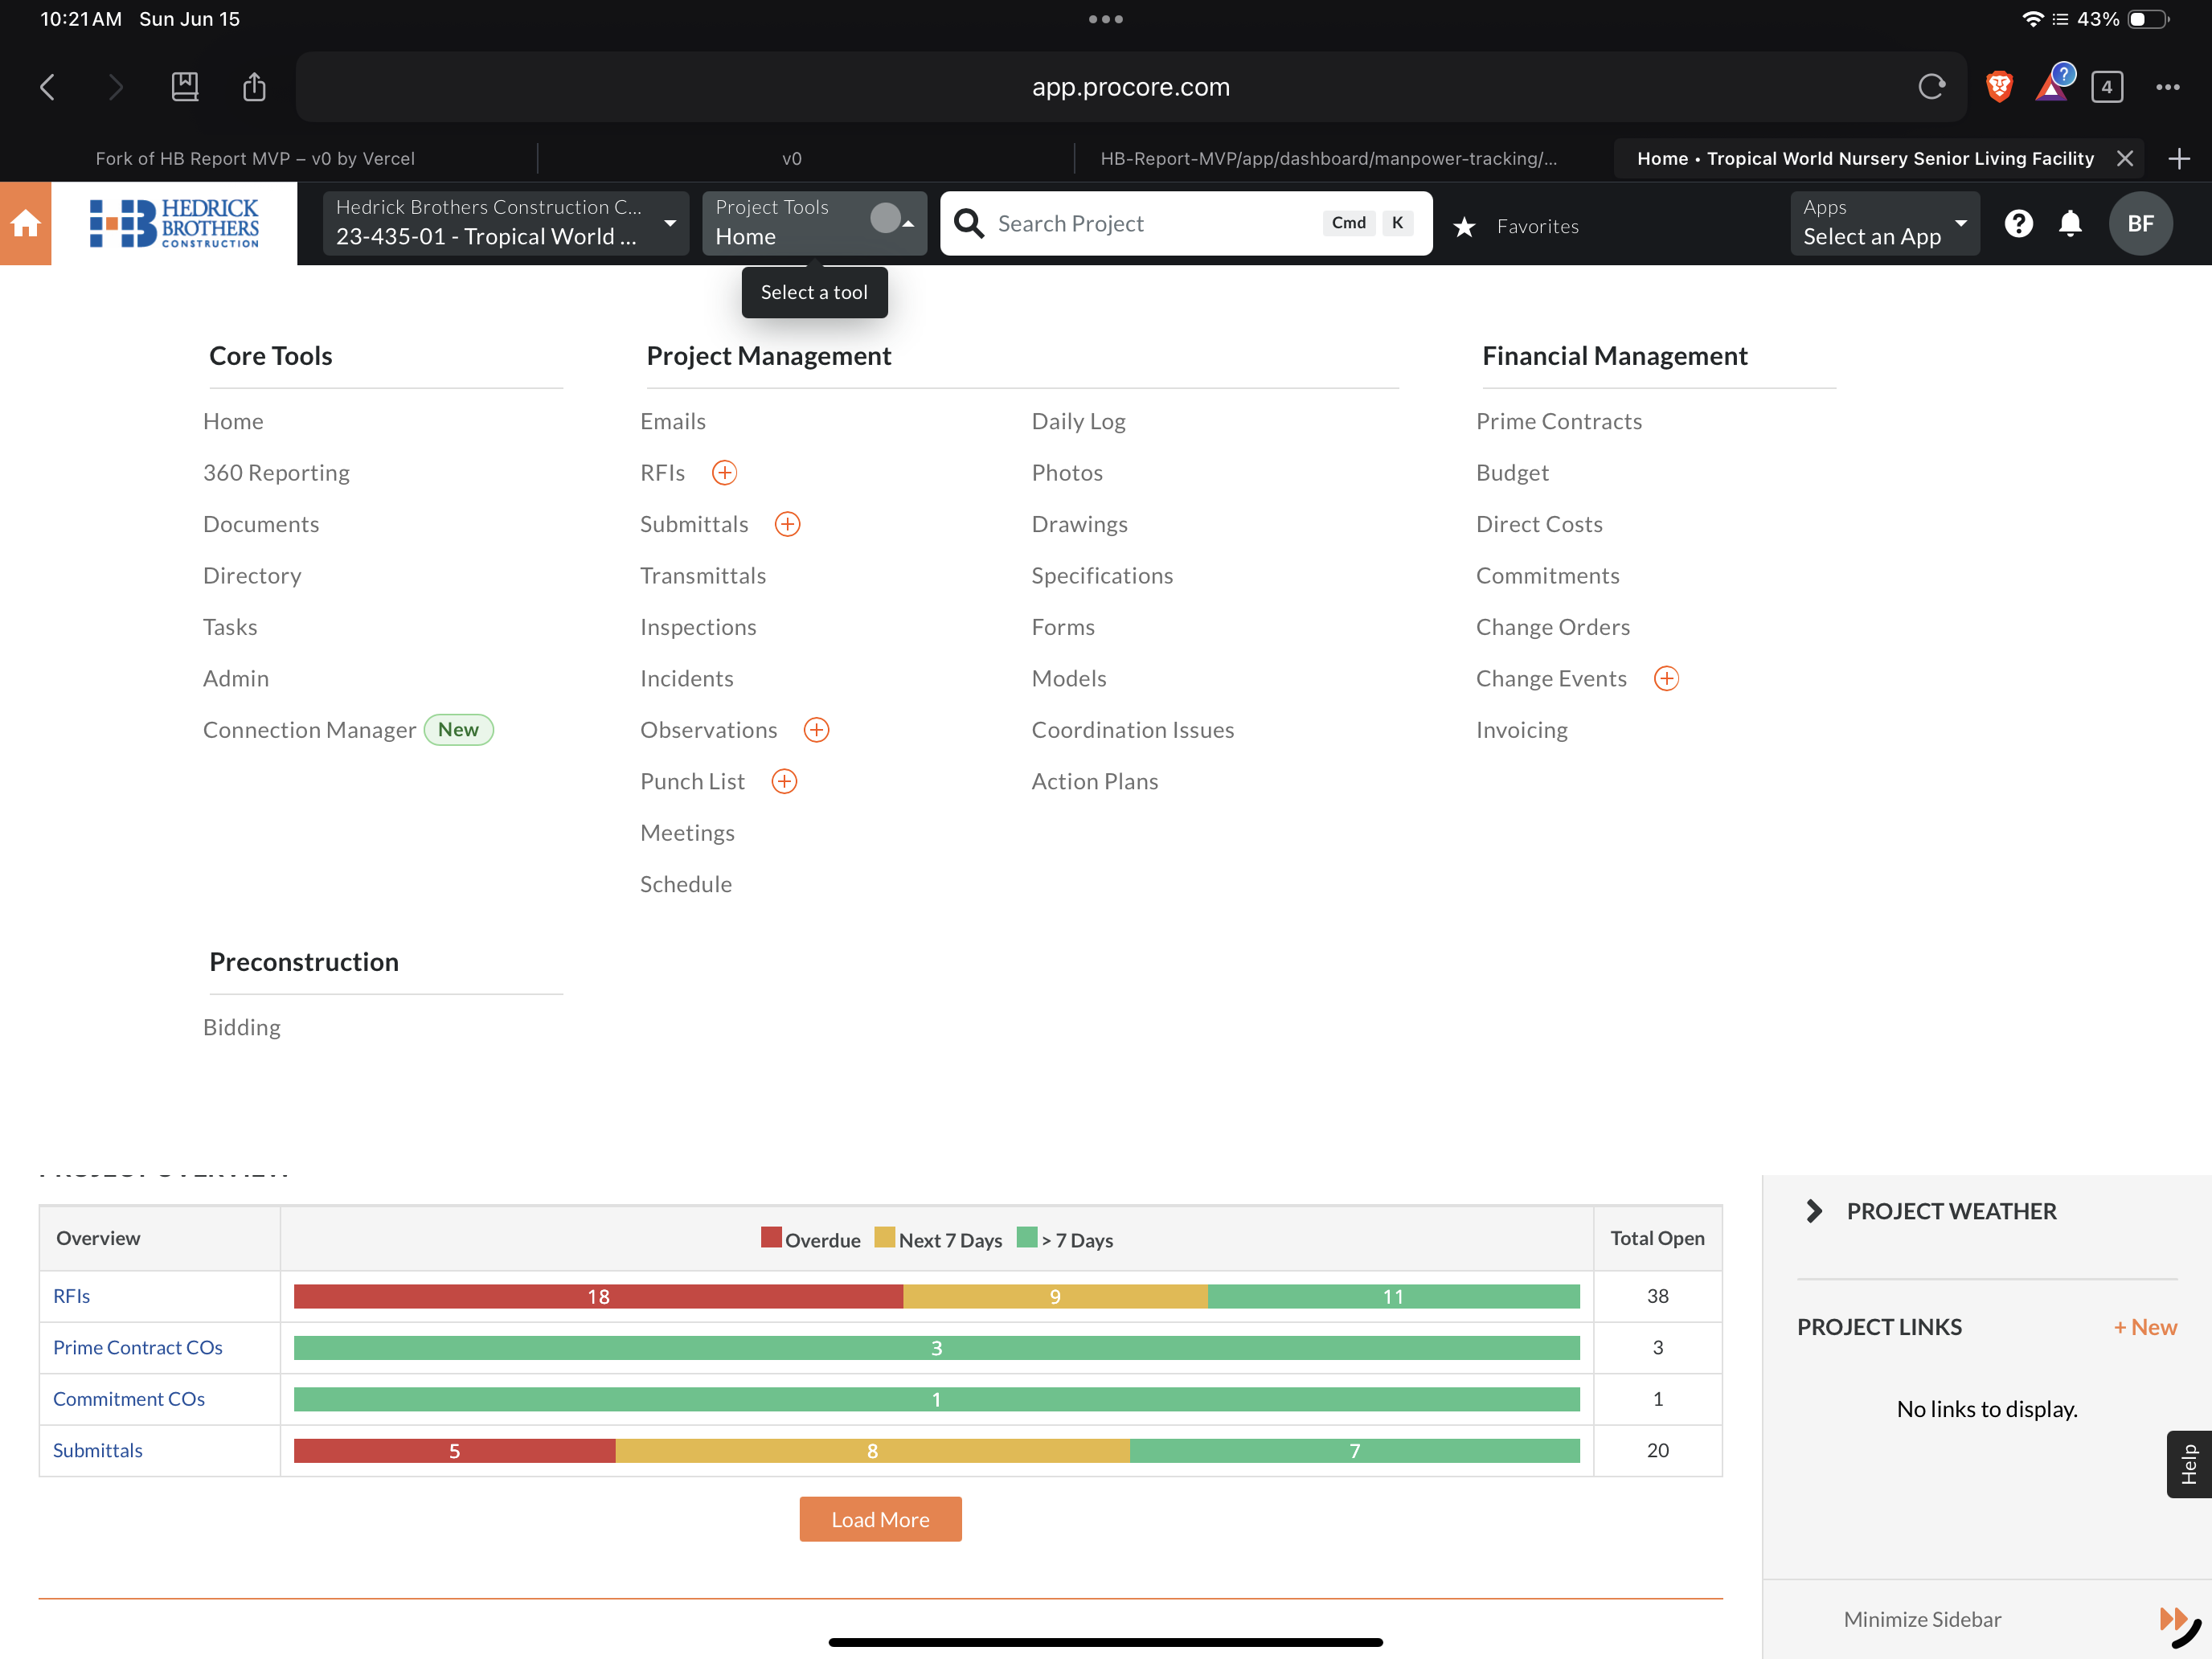 10:21 AM Sun Jun 15
43%
app.procore.com
4
Fork of HB Report MVP – v0 by Vercel
v0
HB-Report-MVP/app/dashboard/manpower-tracking/...
Home • Tropical World Nursery Senior Living Facility
HEDRICK
BROTHERS
CONSTRUCTION
Hedrick Brothers Construction C...
23-435-01 - Tropical World ...
Project Tools
Home
Search Project
Cmd K
Favorites
Apps
Select an App
BF
Select a tool
Core Tools
Home
360 Reporting
Documents
Directory
Tasks
Admin
Connection Manager New
Project Management
Emails
RFIs
Submittals
Transmittals
Inspections
Incidents
Observations
Punch List
Meetings
Schedule
Daily Log
Photos
Drawings
Specifications
Forms
Models
Coordination Issues
Action Plans
Financial Management
Prime Contracts
Budget
Direct Costs
Commitments
Change Orders
Change Events
Invoicing
Preconstruction
Bidding
PROJECT OVERVIEW
Overview Overdue Next 7 Days > 7 Days Total Open
RFIs 18 9 11 38
Prime Contract COs 3 3
Commitment COs 1 1
Submittals 5 8 7 20
Load More
PROJECT WEATHER
PROJECT LINKS + New
No links to display.
Help
Minimize Sidebar